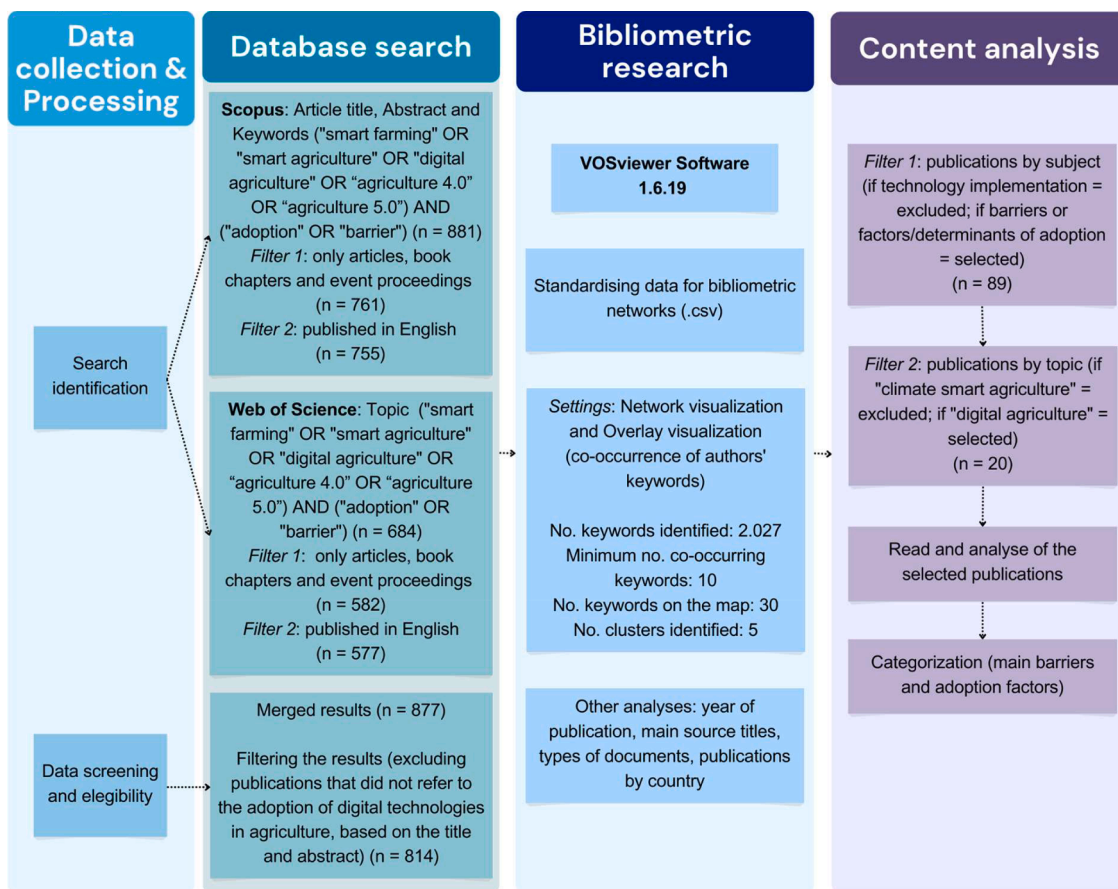 Data
collection &
Processing
Search
identification
Data screening
and elegibility
Database search
Scopus: Article title, Abstract and
Keywords ("smart farming" OR
"smart agriculture" OR "digital
agriculture" OR “agriculture 4.0”
OR “agriculture 5.0”) AND
("adoption" OR "barrier") (n = 881)
Filter 1: only articles, book
chapters and event proceedings
(n = 761)
Filter 2: published in English
(n = 755)
Web of Science: Topic ("smart
farming" OR "smart agriculture"
OR "digital agriculture" OR
“agriculture 4.0” OR “agriculture
5.0”) AND ("adoption" OR
"barrier") (n = 684)
Filter 1: only articles, book
chapters and event proceedings
(n = 582)
Filter 2: published in English
(n = 577)
Merged results (n = 877)
Filtering the results (excluding
publications that did not refer to
the adoption of digital technologies
in agriculture, based on the title
and abstract) (n = 814)
Bibliometric
research
VOSviewer Software
1.6.19
Standardising data for bibliometric
networks (.csv)
Settings: Network visualization
and Overlay visualization
(co-occurrence of authors'
keywords)
No. keywords identified: 2.027
Minimum no. co-occurring
keywords: 10
No. keywords on the map: 30
No. clusters identified: 5
Other analyses: year of
publication, main source titles,
types of documents, publications
by country
Content analysis
Filter 1: publications by subject
(if technology implementation =
excluded; if barriers or
factors/determinants of adoption
= selected)
(n = 89)
Filter 2: publications by topic (if
"climate smart agriculture" =
excluded; if "digital agriculture" =
selected)
(n = 20)
Read and analyse of the
selected publications
Categorization (main barriers
and adoption factors)